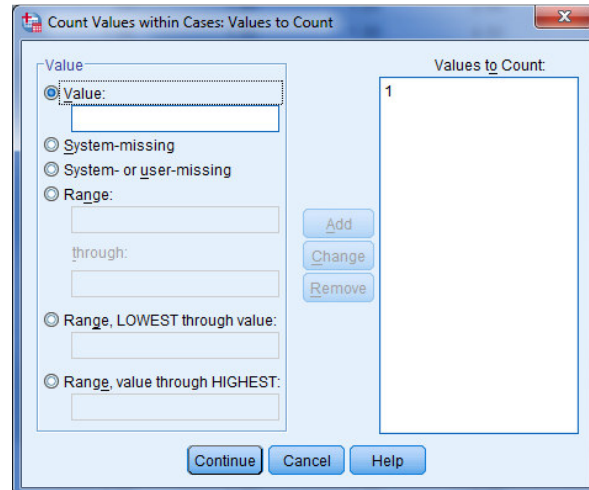 Count Values within Cases: Values to Count
Value
Value:
System-missing
System- or user-missing
Range:
through:
Range, LOWEST through value:
Range, value through HIGHEST:
Add
Change
Remove
Values to Count:
1
Continue
Cancel
Help